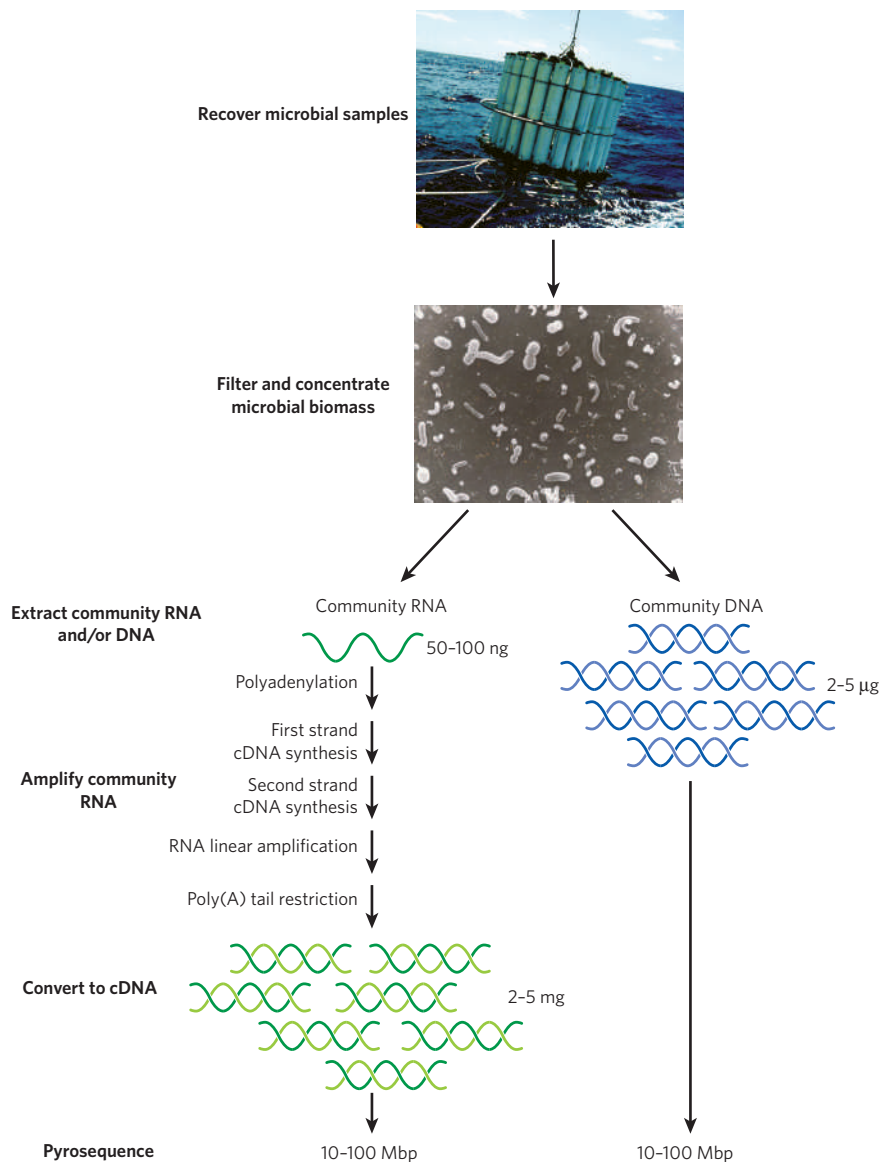 Recover microbial samples
Filter and concentrate
microbial biomass
Extract community RNA
and/or DNA
Community RNA
50–100 ng
Community DNA
2–5 µg
Polyadenylation
First strand
cDNA synthesis
Amplify community
RNA
Second strand
cDNA synthesis
RNA linear amplification
Poly(A) tail restriction
Convert to cDNA
2–5 mg
Pyrosequence
10–100 Mbp
10–100 Mbp